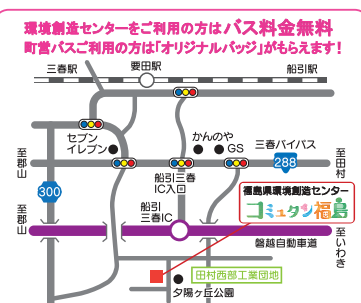 環境創造センターをご利用の方はバス料金無料
町営バスご利用の方は「オリジナルバッジ」がもらえます!
三春駅
要田駅
船引駅
セブン
イレブン
かんのや
GS
三春バイパス
288
至郡山
至田村
船引三春
IC入口
300
至郡山
船引
三春IC
福島県環境創造センター
コミュタン福島
磐越自動車道
至いわき
田村西部工業団地
夕陽ヶ丘公園